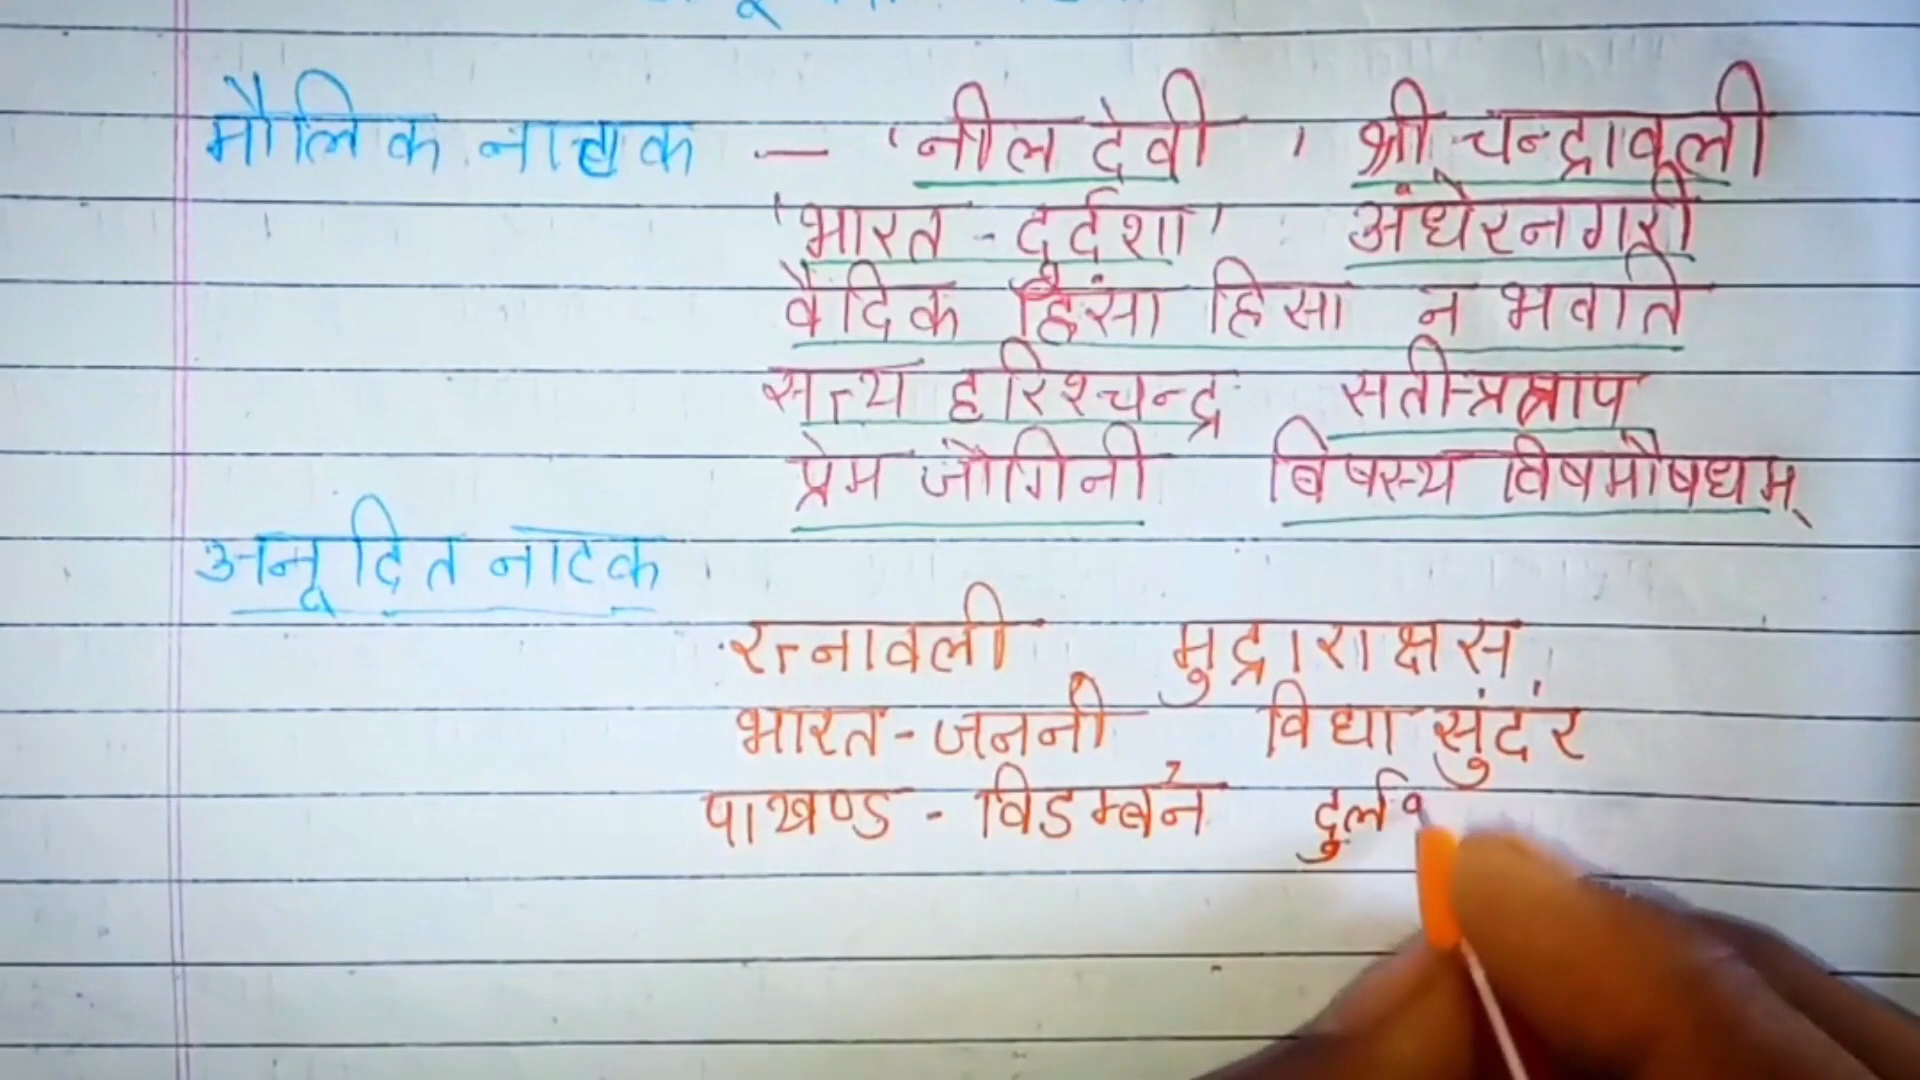 मौलिक नाटक – 'नील देवी' श्री चन्द्रावली
'भारत - दुर्दशा' अंधेरनगरी
वैदिक हिंसा हिंसा न भवति
सत्य हरिश्चन्द्र सती-प्रताप
प्रेम जोगिनी विषस्य विषमौषधम्
अनूदित नाटक
रत्नावली मुद्राराक्षस,
भारत-जननी विद्यासुंदर
पाखण्ड - विडम्बन